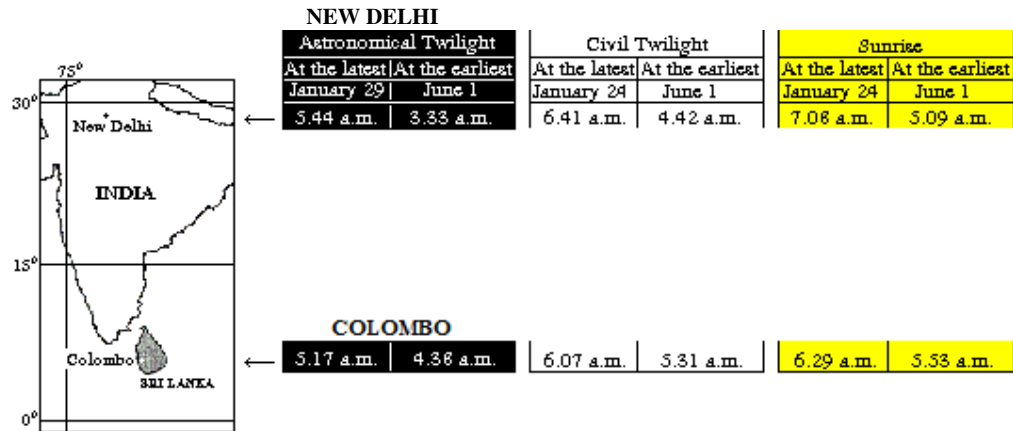 NEW DELHI
Astronomical Twilight Civil Twilight Sunrise
At the latest At the earliest At the latest At the earliest At the latest At the earliest
January 29 June 1 January 24 June 1 January 24 June 1
5.44 a.m. 3.33 a.m. 6.41 a.m. 4.42 a.m. 7.08 a.m. 5.09 a.m.
75°
30°
New Delhi
INDIA
15°
COLOMBO
5.17 a.m. 4.36 a.m. 6.07 a.m. 5.31 a.m. 6.29 a.m. 5.53 a.m.
Colombo
SRI LANKA
0°